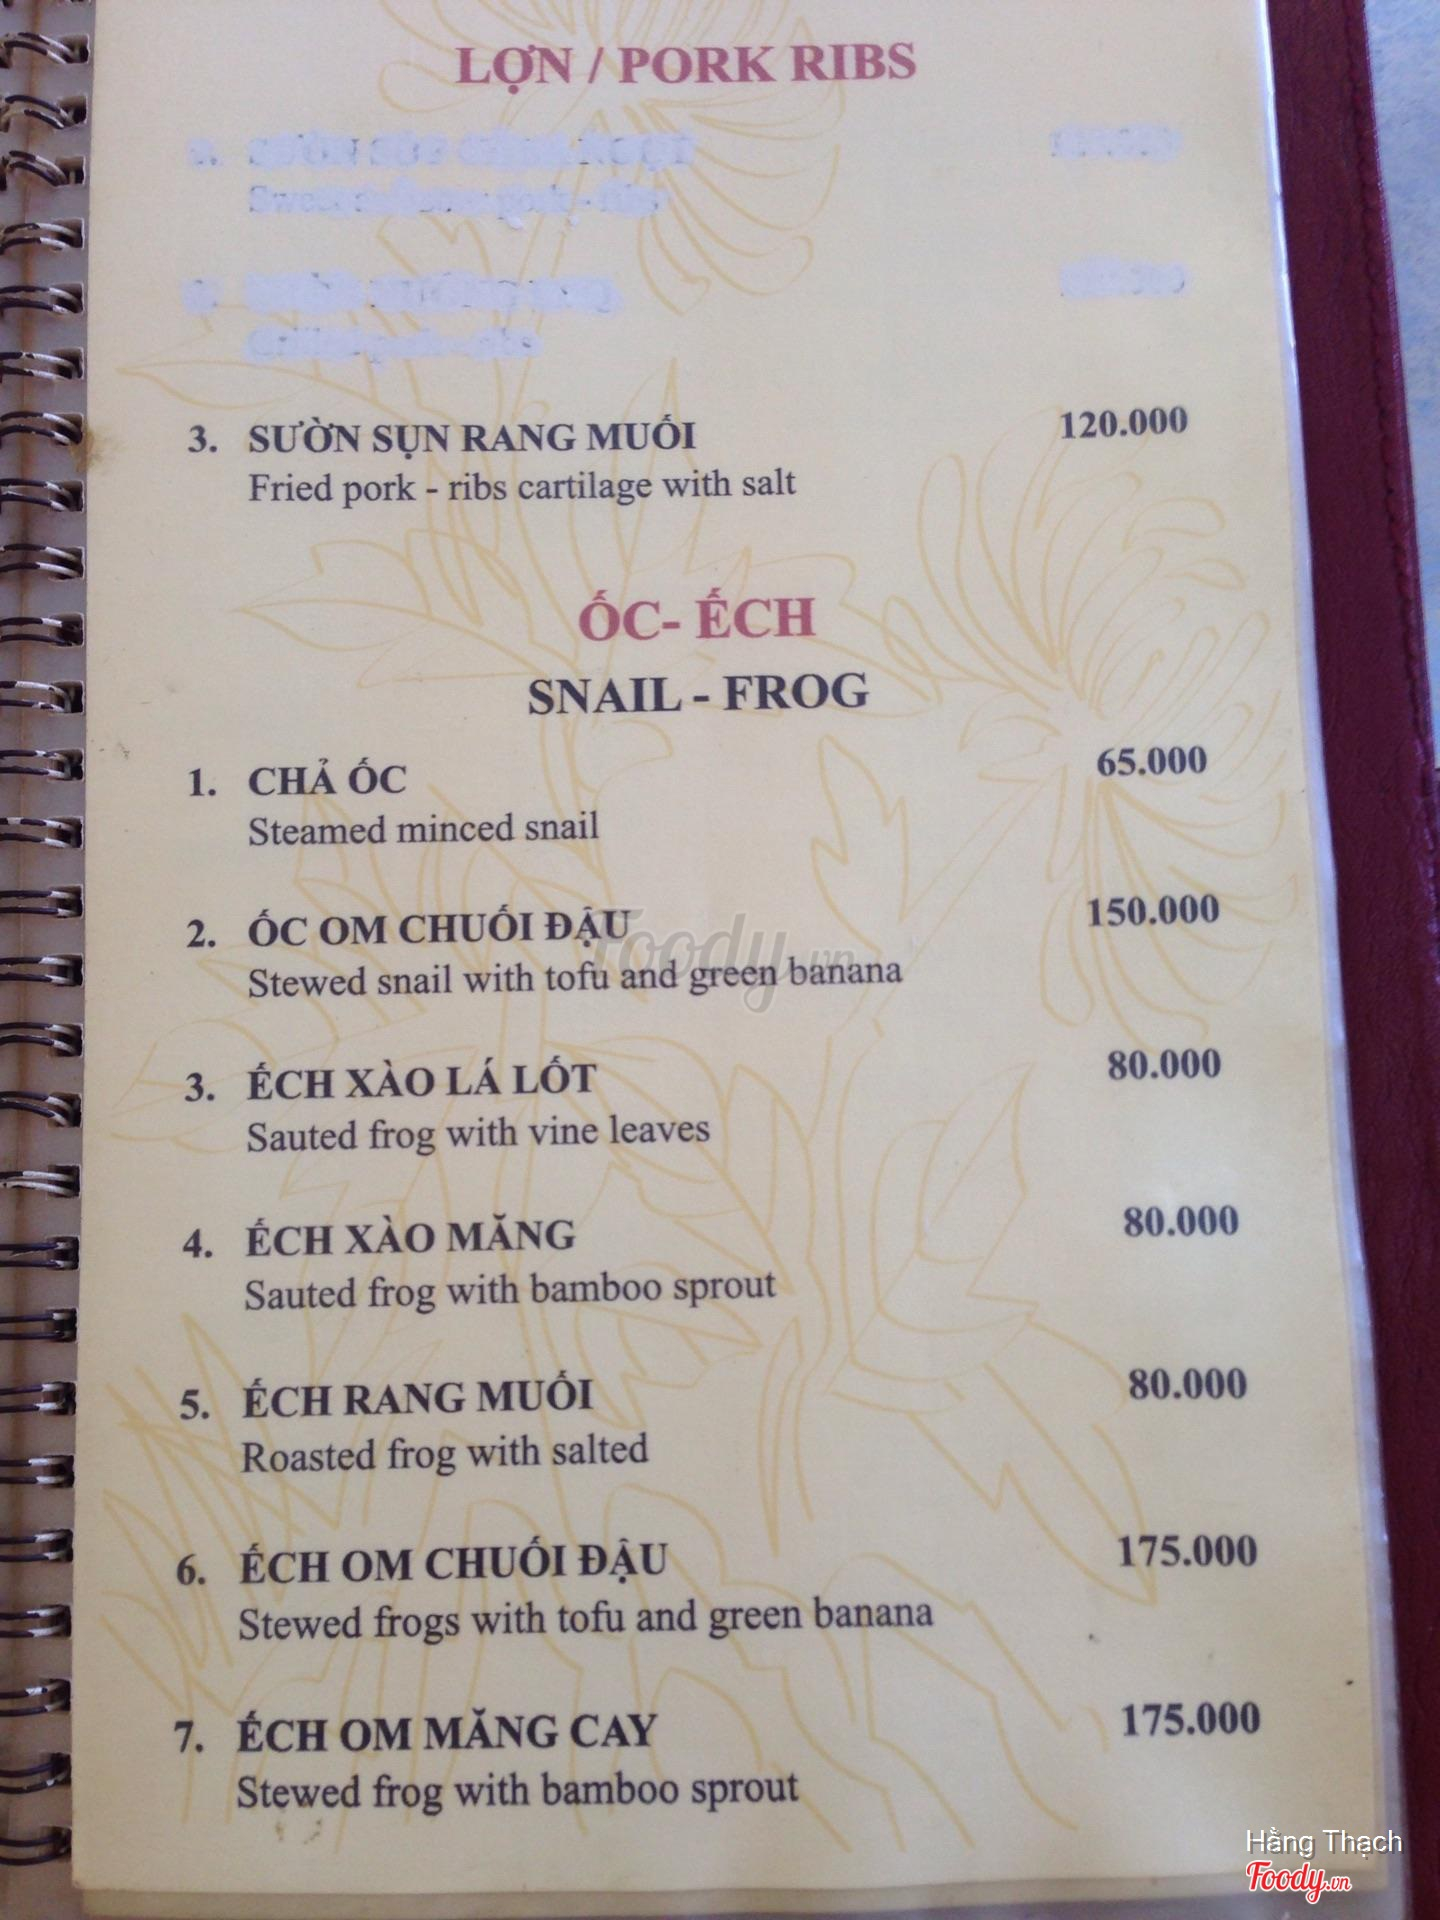 LỢN / PORK RIBS
3. SƯỜN SỤN RANG MUỐI 120.000
Fried pork - ribs cartilage with salt
ỐC- ẾCH
SNAIL - FROG
1. CHẢ ỐC 65.000
Steamed minced snail
2. ỐC OM CHUỐI ĐẬU 150.000
Stewed snail with tofu and green banana
3. ẾCH XÀO LÁ LỐT 80.000
Sauted frog with vine leaves
4. ẾCH XÀO MĂNG 80.000
Sauted frog with bamboo sprout
5. ẾCH RANG MUỐI 80.000
Roasted frog with salted
6. ẾCH OM CHUỐI ĐẬU 175.000
Stewed frogs with tofu and green banana
7. ẾCH OM MĂNG CAY 175.000
Stewed frog with bamboo sprout
Foody.vn
Hằng Thạch
Foody.vn